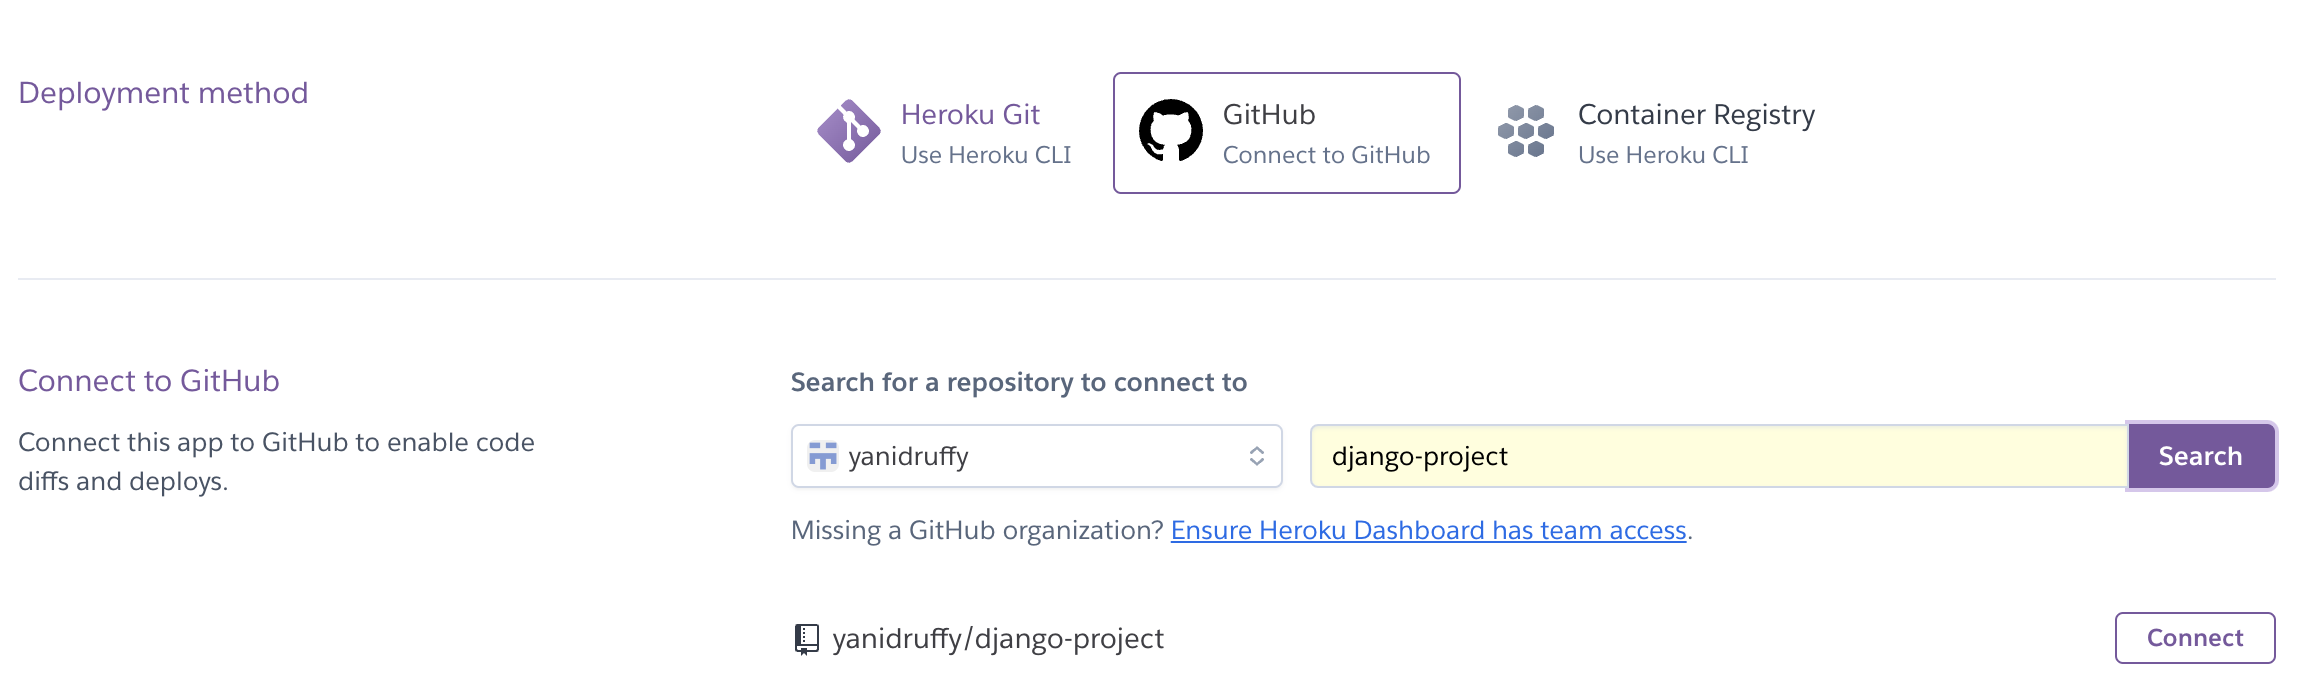 Deployment method
Heroku Git
Use Heroku CLI
GitHub
Connect to GitHub
Container Registry
Use Heroku CLI
Connect to GitHub
Connect this app to GitHub to enable code
diffs and deploys.
Search for a repository to connect to
yanidruffy
django-project
Search
Missing a GitHub organization? Ensure Heroku Dashboard has team access.
yanidruffy/django-project
Connect